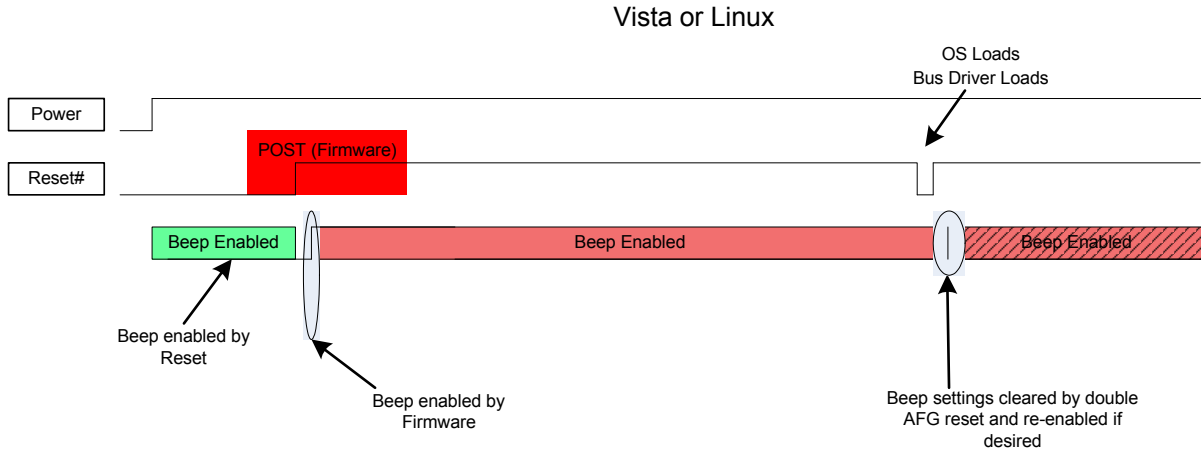 Vista or Linux
OS Loads
Bus Driver Loads
Power
POST (Firmware)
Reset#
Beep Enabled
Beep Enabled
Beep Enabled
Beep enabled by
Reset
Beep enabled by
Firmware
Beep settings cleared by double
AFG reset and re-enabled if
desired